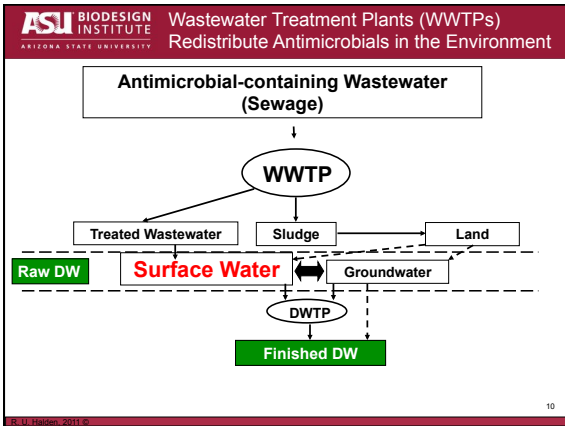 ASU BIODESIGN
INSTITUTE
ARIZONA STATE UNIVERSITY
Wastewater Treatment Plants (WWTPs)
Redistribute Antimicrobials in the Environment
Antimicrobial-containing Wastewater
(Sewage)
WWTP
Treated Wastewater
Sludge
Land
Raw DW
Surface Water
Groundwater
DWTP
Finished DW
10
R. U. Halden, 2011 ©